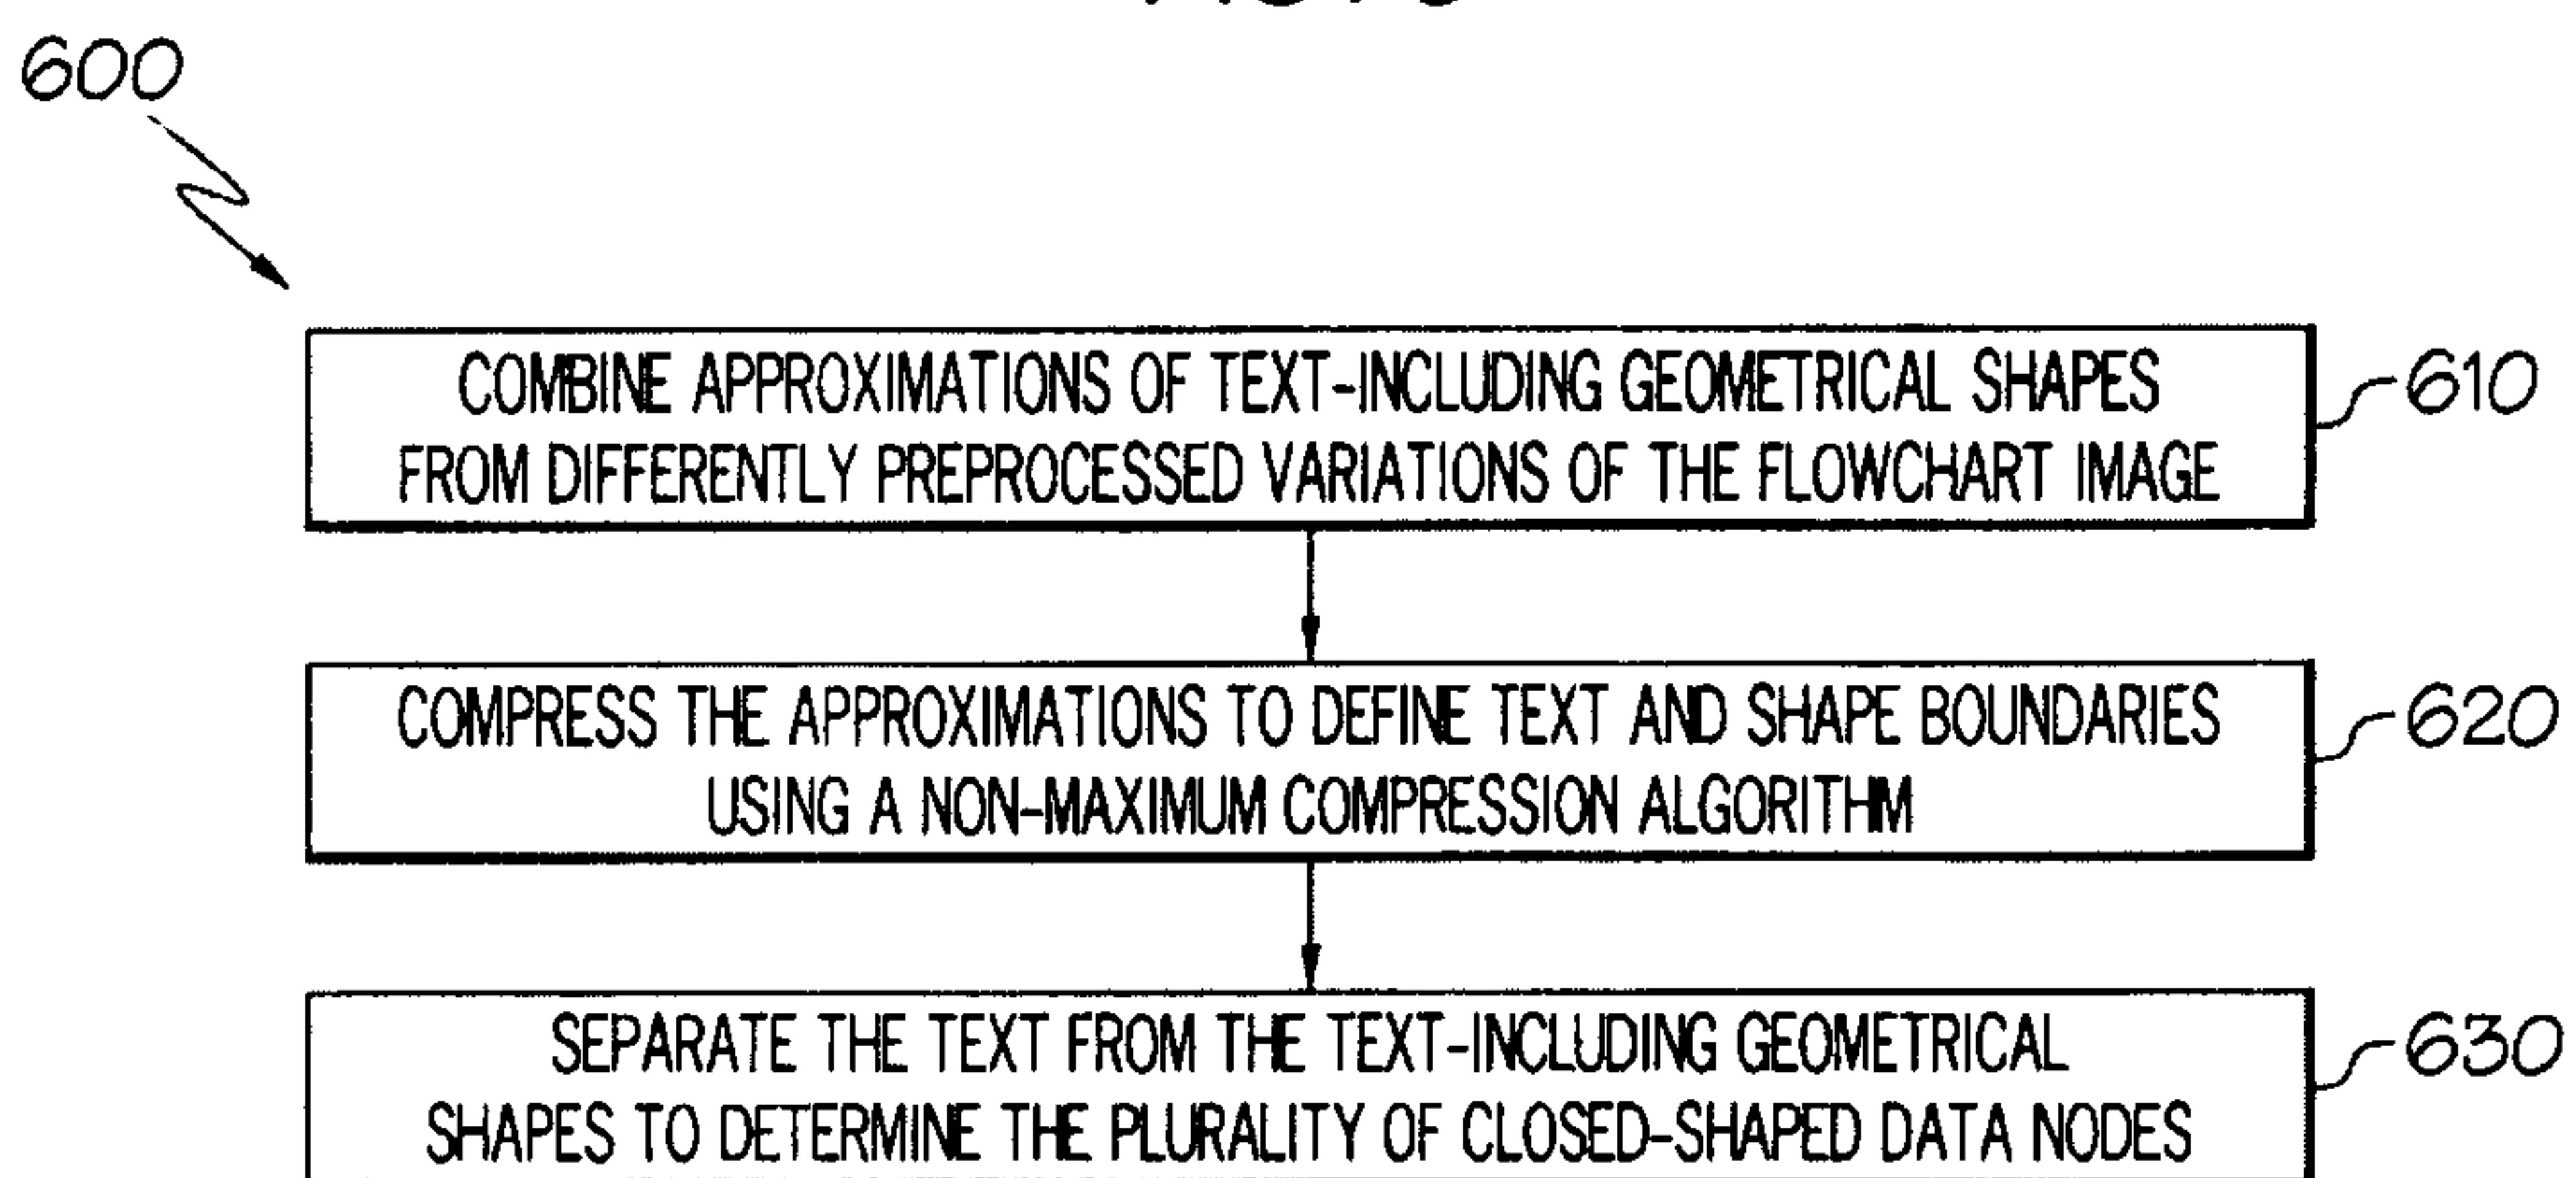 600
COMBINE APPROXIMATIONS OF TEXT-INCLUDING GEOMETRICAL SHAPES
FROM DIFFERENTLY PREPROCESSED VARIATIONS OF THE FLOWCHART IMAGE
610
COMPRESS THE APPROXIMATIONS TO DEFINE TEXT AND SHAPE BOUNDARIES
USING A NON-MAXIMUM COMPRESSION ALGORITHM
620
SEPARATE THE TEXT FROM THE TEXT-INCLUDING GEOMETRICAL
SHAPES TO DETERMINE THE PLURALITY OF CLOSED-SHAPED DATA NODES
630